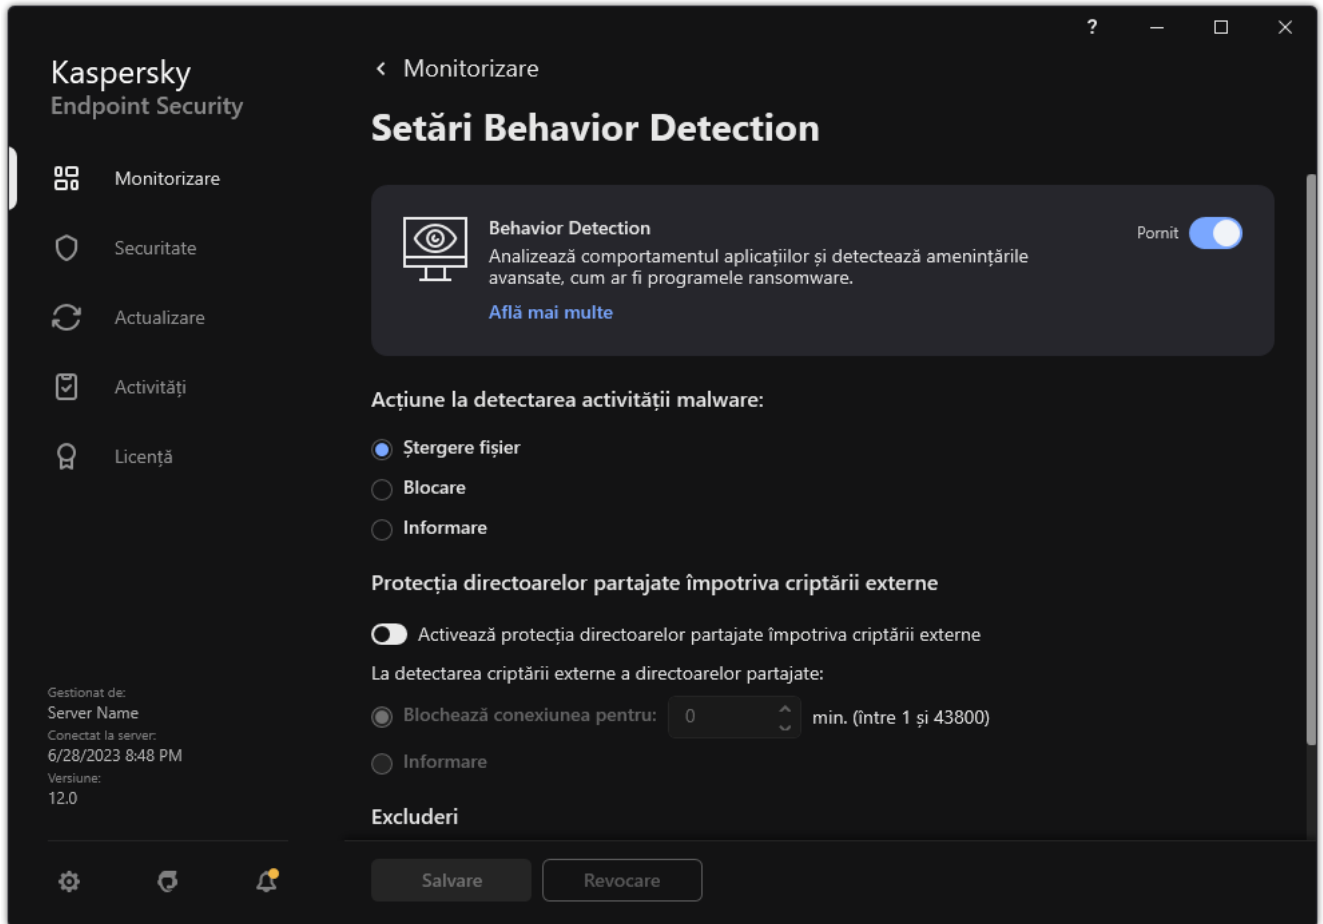 ?
Kaspersky
Endpoint Security
Monitorizare
Securitate
Actualizare
Activități
Licență
Gestionat de:
Server Name
Conectat la server:
6/28/2023 8:48 PM
Versiune:
12.0
Monitorizare
Setări Behavior Detection
Behavior Detection
Analizează comportamentul aplicațiilor și detectează amenințările
avansate, cum ar fi programele ransomware.
Află mai multe
Pornit
Acțiune la detectarea activității malware:
Ștergere fișier
Blocare
Informare
Protecția directoarelor partajate împotriva criptării externe
Activează protecția directoarelor partajate împotriva criptării externe
La detectarea criptării externe a directoarelor partajate:
Blochează conexiunea pentru: 0 min. (între 1 și 43800)
Informare
Excluderi
Salvare Revocare